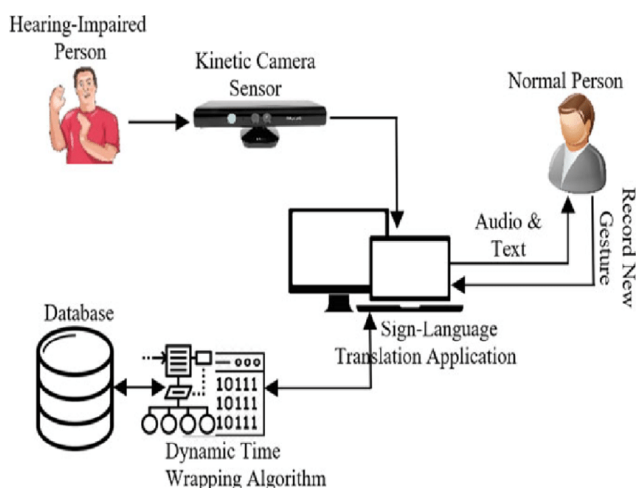 Hearing-Impaired
Person
Kinetic Camera
Sensor
Normal Person
Audio &
Text
Record New
Gesture
Sign-Language
Translation Application
Database
10111
10111
10111
Dynamic Time
Wrapping Algorithm